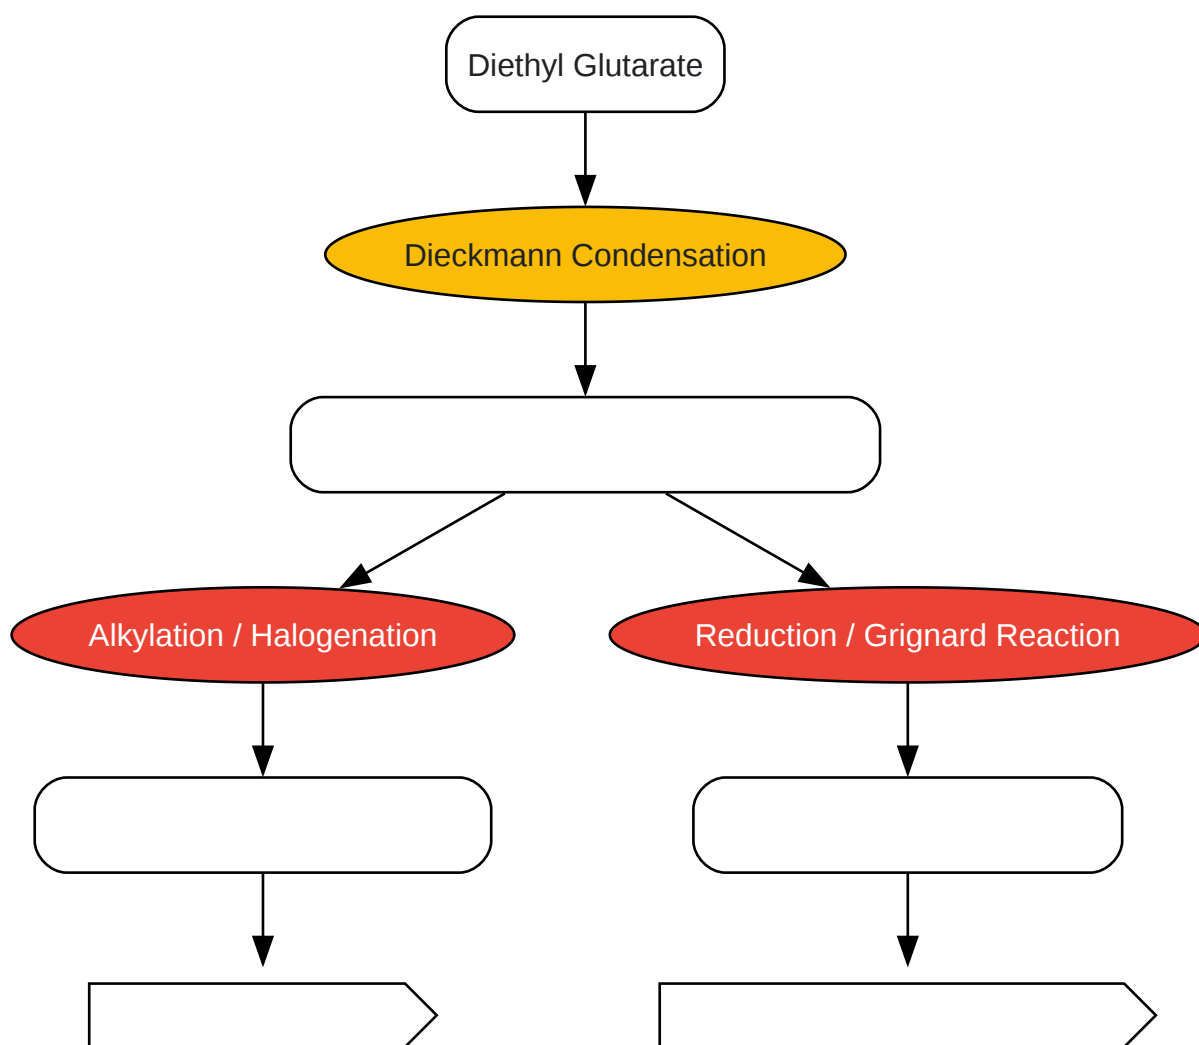 Diethyl Glutarate
Dieckmann Condensation
Alkylation / Halogenation
Reduction / Grignard Reaction